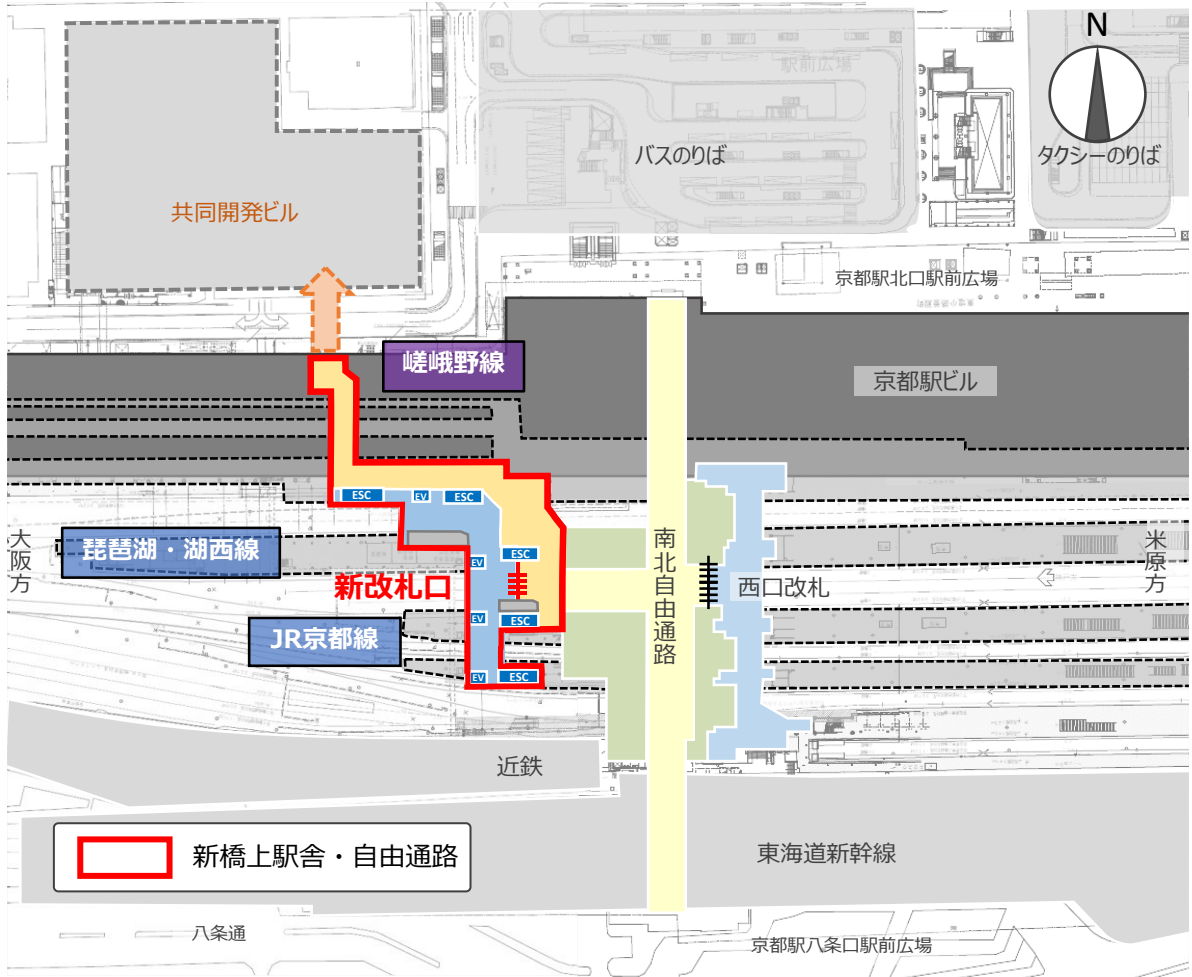 N
駅前広場
バスのりば
タクシーのりば
共同開発ビル
京都駅北口駅前広場
嵯峨野線
京都駅ビル
ESC
EV
ESC
大阪方
琵琶湖・湖西線
EV
ESC
南北自由通路
西口改札
米原方
新改札口
EV
ESC
JR京都線
EV
ESC
近鉄
新橋上駅舎・自由通路
東海道新幹線
八条通
京都駅八条口駅前広場